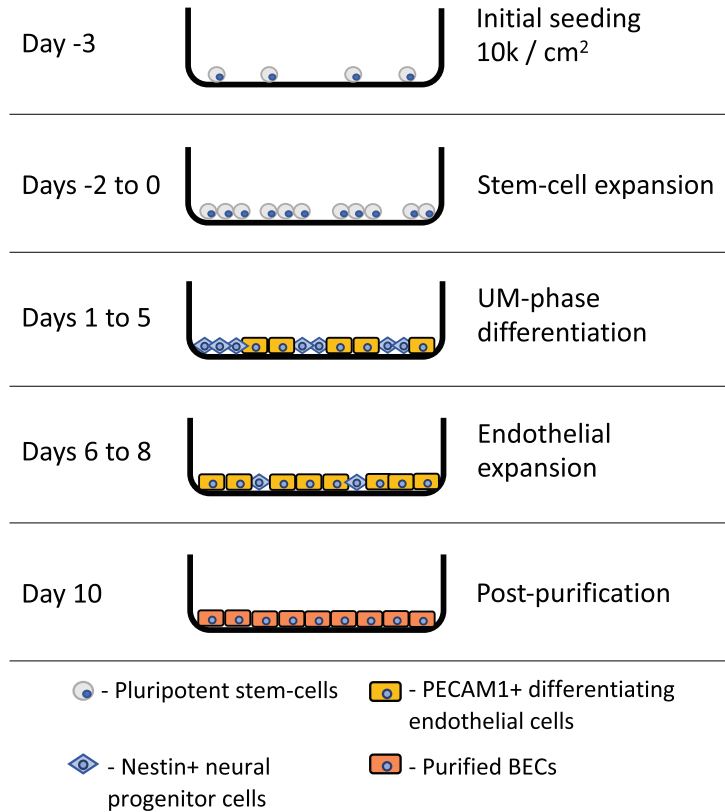 Day -3
Initial seeding
10k / cm²
Days -2 to 0
Stem-cell expansion
Days 1 to 5
UM-phase
differentiation
Days 6 to 8
Endothelial
expansion
Day 10
Post-purification
- Pluripotent stem-cells
- PECAM1+ differentiating
endothelial cells
- Nestin+ neural
progenitor cells
- Purified BECs